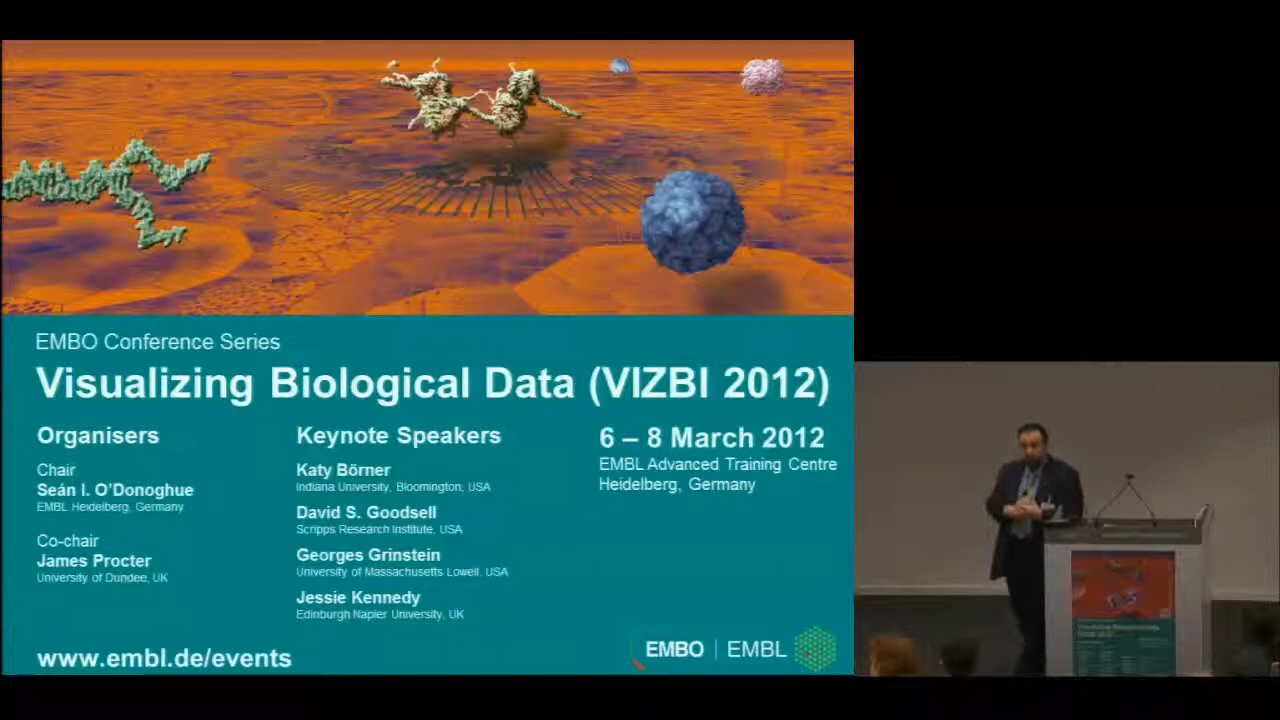 EMBO Conference Series
Visualizing Biological Data (VIZBI 2012)
Organisers
Chair
Seán I. O'Donoghue
EMBL Heidelberg, Germany
Co-chair
James Procter
University of Dundee, UK
Keynote Speakers
Katy Börner
Indiana University, Bloomington, USA
David S. Goodsell
Scripps Research Institute, USA
Georges Grinstein
University of Massachusetts Lowell, USA
Jessie Kennedy
Edinburgh Napier University, UK
6 – 8 March 2012
EMBL Advanced Training Centre
Heidelberg, Germany
www.embl.de/events
EMBO | EMBL